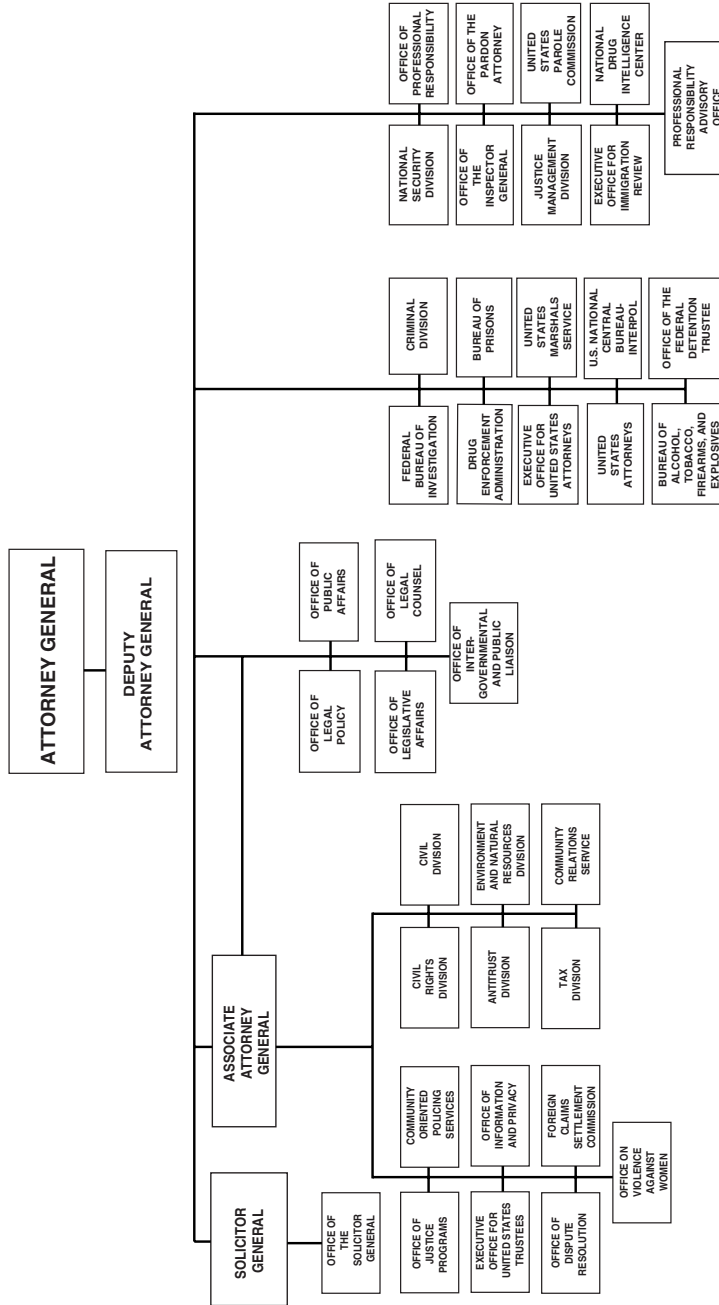 ATTORNEY GENERAL
DEPUTY
ATTORNEY GENERAL
SOLICITOR
GENERAL
OFFICE OF
THE
SOLICITOR
GENERAL
ASSOCIATE
ATTORNEY
GENERAL
OFFICE OF
JUSTICE
PROGRAMS
COMMUNITY
ORIENTED
POLICING
SERVICES
EXECUTIVE
OFFICE FOR
UNITED STATES
TRUSTEES
OFFICE OF
INFORMATION
AND PRIVACY
OFFICE OF
DISPUTE
RESOLUTION
FOREIGN
CLAIMS
SETTLEMENT
COMMISSION
OFFICE ON
VIOLENCE
AGAINST
WOMEN
CIVIL
RIGHTS
DIVISION
CIVIL
DIVISION
ANTITRUST
DIVISION
ENVIRONMENT
AND NATURAL
RESOURCES
DIVISION
TAX
DIVISION
COMMUNITY
RELATIONS
SERVICE
OFFICE OF
LEGAL
POLICY
OFFICE OF
PUBLIC
AFFAIRS
OFFICE OF
LEGISLATIVE
AFFAIRS
OFFICE OF
LEGAL
COUNSEL
OFFICE OF
INTER-
GOVERNMENTAL
AND PUBLIC
LIAISON
FEDERAL
BUREAU OF
INVESTIGATION
CRIMINAL
DIVISION
DRUG
ENFORCEMENT
ADMINISTRATION
BUREAU OF
PRISONS
EXECUTIVE
OFFICE FOR
UNITED STATES
ATTORNEYS
UNITED
STATES
MARSHALS
SERVICE
UNITED
STATES
ATTORNEYS
U.S. NATIONAL
CENTRAL
BUREAU-
INTERPOL
BUREAU OF
ALCOHOL,
TOBACCO,
FIREARMS, AND
EXPLOSIVES
OFFICE OF THE
FEDERAL
DETENTION
TRUSTEE
NATIONAL
SECURITY
DIVISION
OFFICE OF
PROFESSIONAL
RESPONSIBILITY
OFFICE OF
THE
INSPECTOR
GENERAL
OFFICE OF THE
PARDON
ATTORNEY
JUSTICE
MANAGEMENT
DIVISION
UNITED
STATES
PAROLE
COMMISSION
EXECUTIVE
OFFICE FOR
IMMIGRATION
REVIEW
NATIONAL
DRUG
INTELLIGENCE
CENTER
PROFESSIONAL
RESPONSIBILITY
ADVISORY
OFFICE